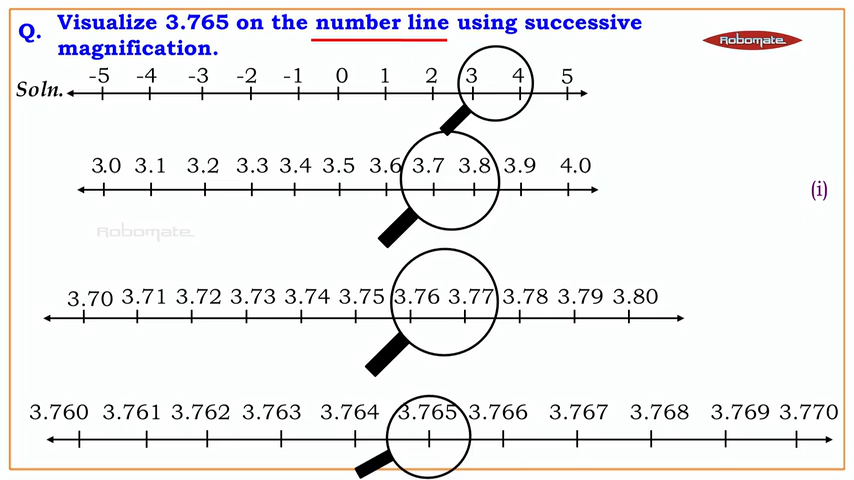 Q. Visualize 3.765 on the number line using successive
magnification.
Robomate
Soln. -5 -4 -3 -2 -1 0 1 2 3 4 5
3.0 3.1 3.2 3.3 3.4 3.5 3.6 3.7 3.8 3.9 4.0
(i)
Robomate
3.70 3.71 3.72 3.73 3.74 3.75 3.76 3.77 3.78 3.79 3.80
3.760 3.761 3.762 3.763 3.764 3.765 3.766 3.767 3.768 3.769 3.770